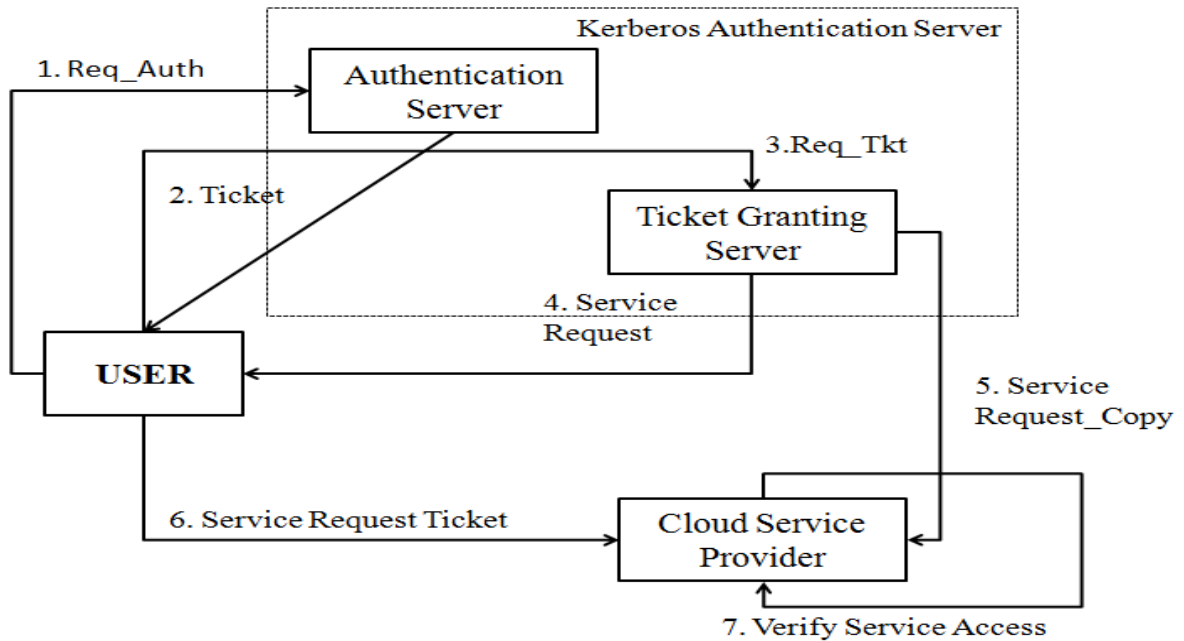 Kerberos Authentication Server
1. Req_Auth
Authentication
Server
3.Req_Tkt
2. Ticket
Ticket Granting
Server
4. Service
Request
USER
5. Service
Request_Copy
6. Service Request Ticket
Cloud Service
Provider
7. Verify Service Access